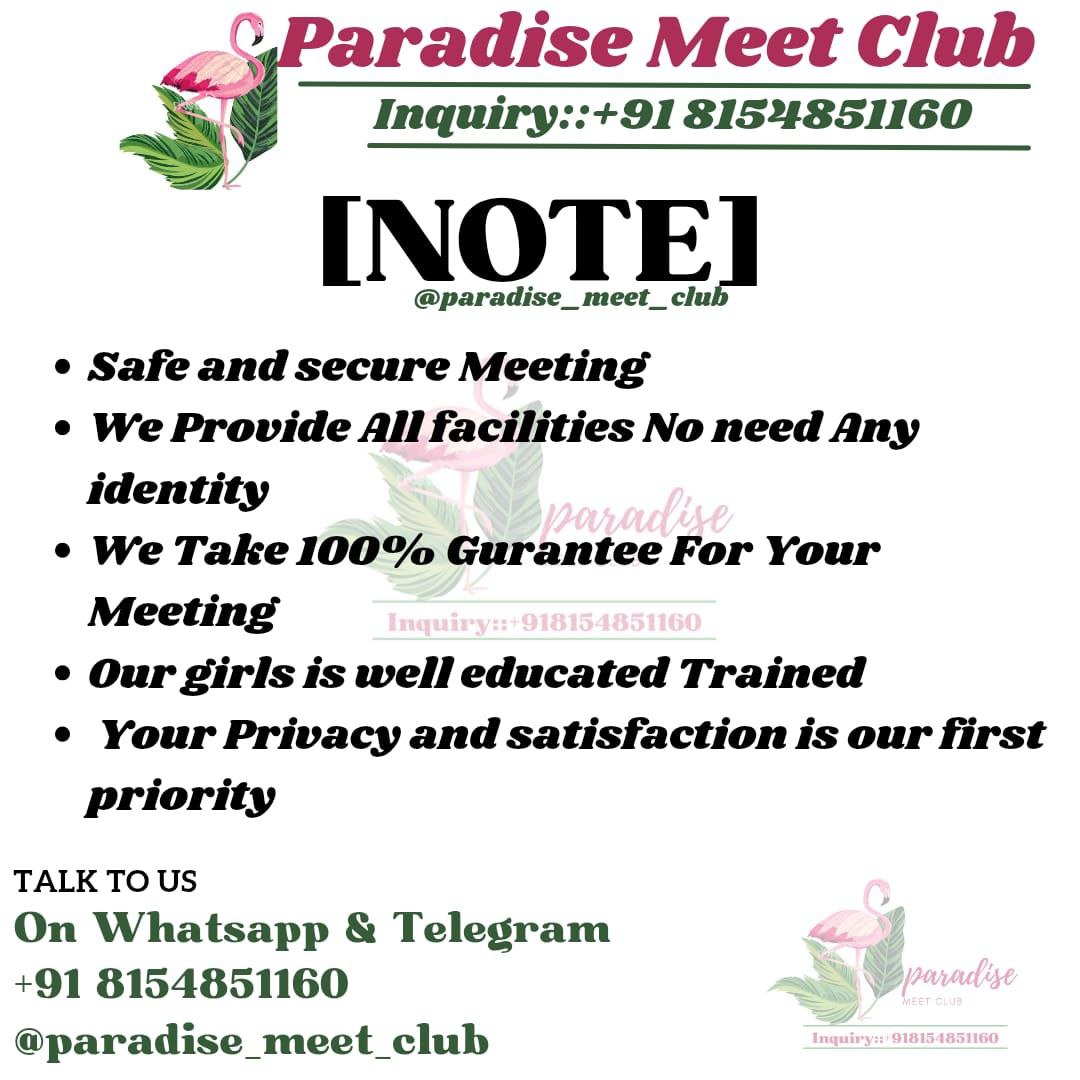 Paradise Meet Club
Inquiry::+91 8154851160
[NOTE]
@paradise_meet_club
• Safe and secure Meeting
• We Provide All facilities No need Any
identity
• We Take 100% Gurantee For Your
Meeting
• Our girls is well educated Trained
• Your Privacy and satisfaction is our first
priority
paradise
Inquiry::+918154851160
TALK TO US
On Whatsapp & Telegram
+91 8154851160
@paradise_meet_club
paradise
MEET CLUB
Inquiry::+918154851160